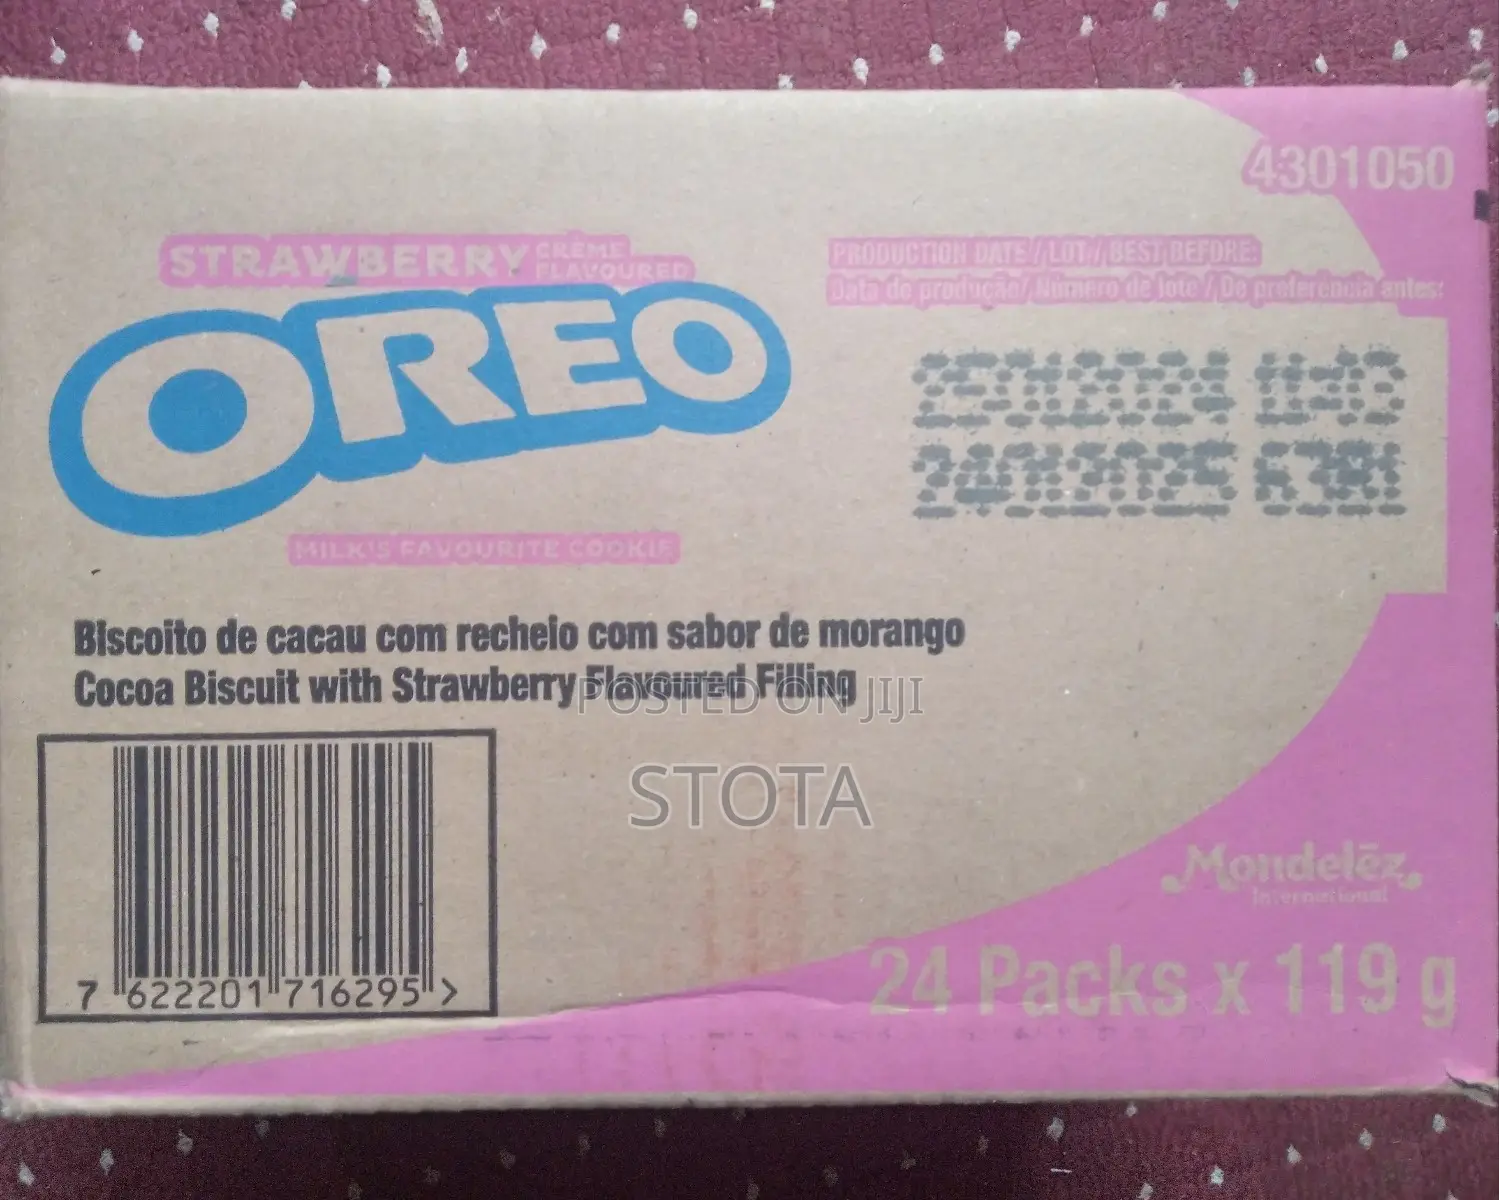 4301050
STRAWBERRY CRÈME FLAVOURED
OREO
MILK'S FAVOURITE COOKIE
PRODUCTION DATE / LOT / BEST BEFORE:
Data de produção/ Número de lote / De preferência antes:
Biscoito de cacau com recheio com sabor de morango
Cocoa Biscuit with Strawberry Flavoured Filling
POSTED ON JIJI
STOTA
7 622201 716295 >
Mondelēz
International
24 Packs x 119 g